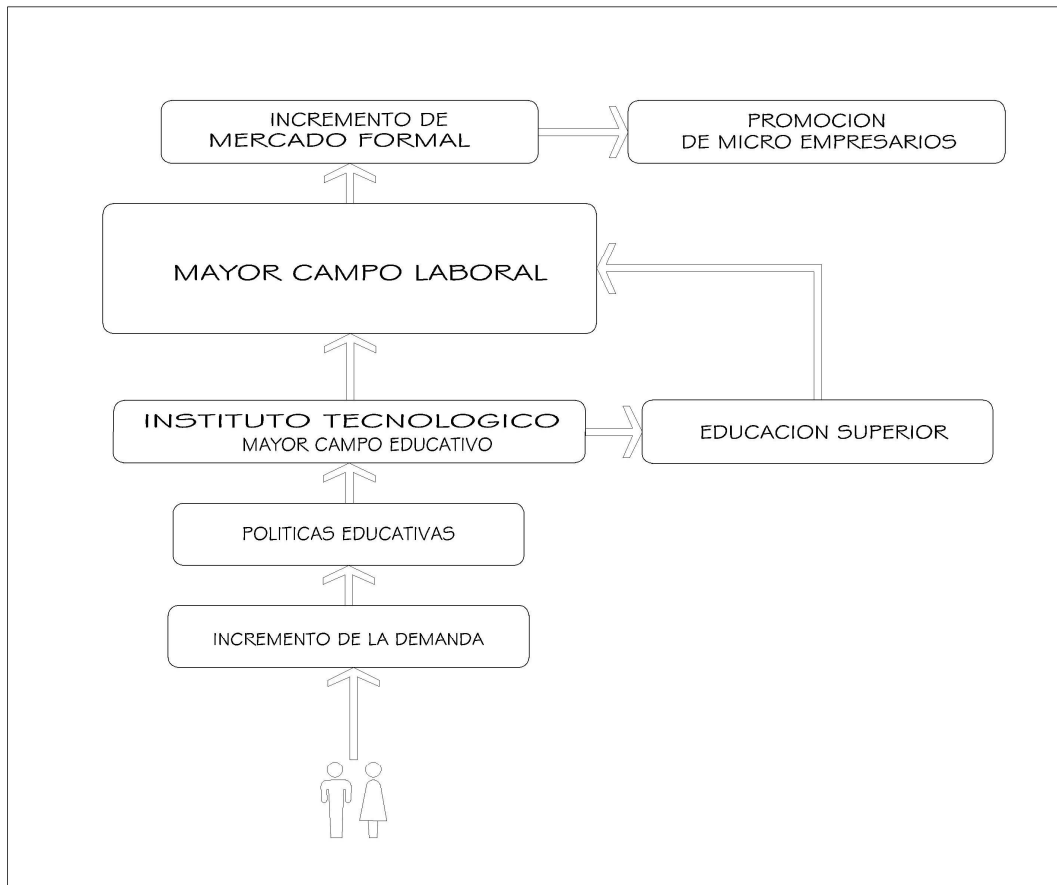 INCREMENTO DE
MERCADO FORMAL
PROMOCION
DE MICRO EMPRESARIOS
MAYOR CAMPO LABORAL
INSTITUTO TECNOLOGICO
MAYOR CAMPO EDUCATIVO
EDUCACION SUPERIOR
POLITICAS EDUCATIVAS
INCREMENTO DE LA DEMANDA